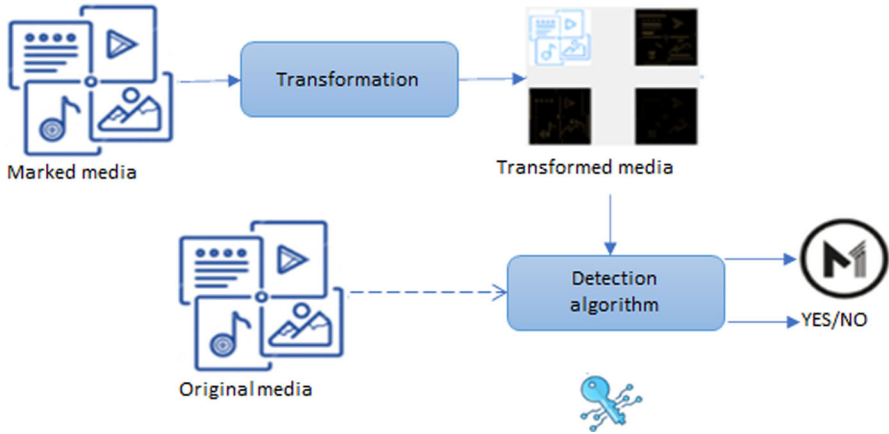 Transformation
Marked media
Transformed media
Detection
algorithm
YES/NO
Original media